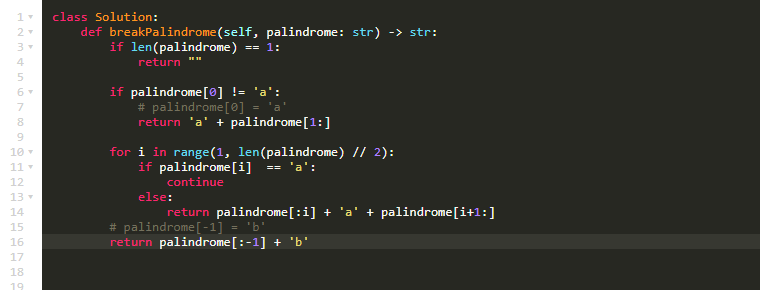 1 class Solution:
2     def breakPalindrome(self, palindrome: str) -> str:
3         if len(palindrome) == 1:
4             return ""
5
6         if palindrome[0] != 'a':
7             # palindrome[0] = 'a'
8             return 'a' + palindrome[1:]
9
10         for i in range(1, len(palindrome) // 2):
11             if palindrome[i]  == 'a':
12                 continue
13             else:
14                 return palindrome[:i] + 'a' + palindrome[i+1:]
15         # palindrome[-1] = 'b'
16         return palindrome[:-1] + 'b'
17
18
19